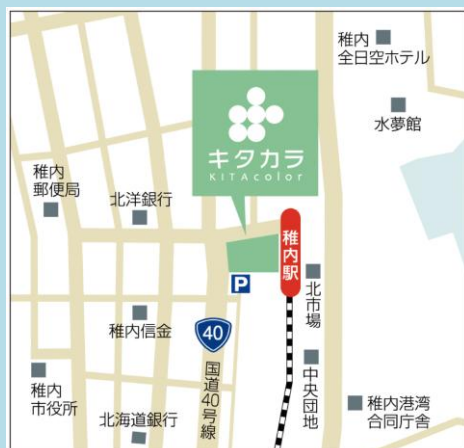 稚内
全日空ホテル
水夢館
キタカラ
KITAcolor
稚内
郵便局
北洋銀行
稚内駅
P
北市場
稚内信金
40
国道40号線
中央団地
稚内
市役所
北海道銀行
稚内港湾
合同庁舎